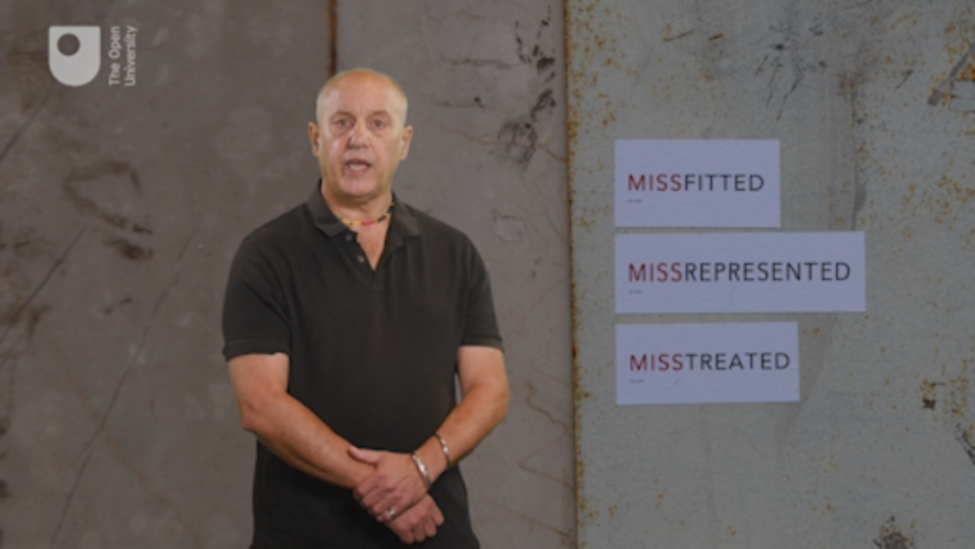 The Open
University
MISSFITTED
MISSREPRESENTED
MISSTREATED